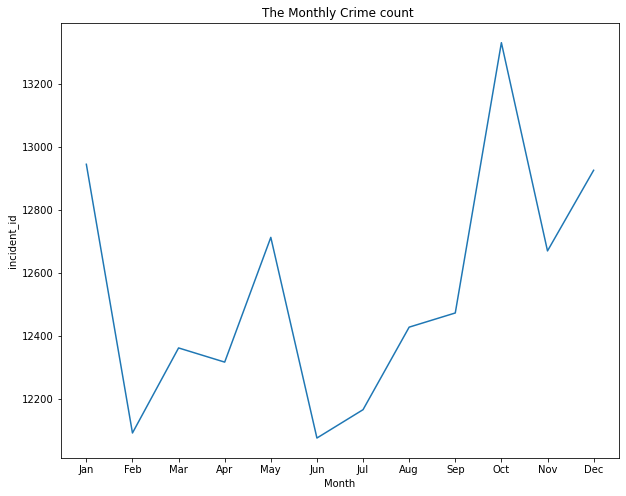 The Monthly Crime count
13200
13000
12800
12600
12400
12200
incident_id
Jan Feb Mar Apr May Jun Jul Aug Sep Oct Nov Dec
Month